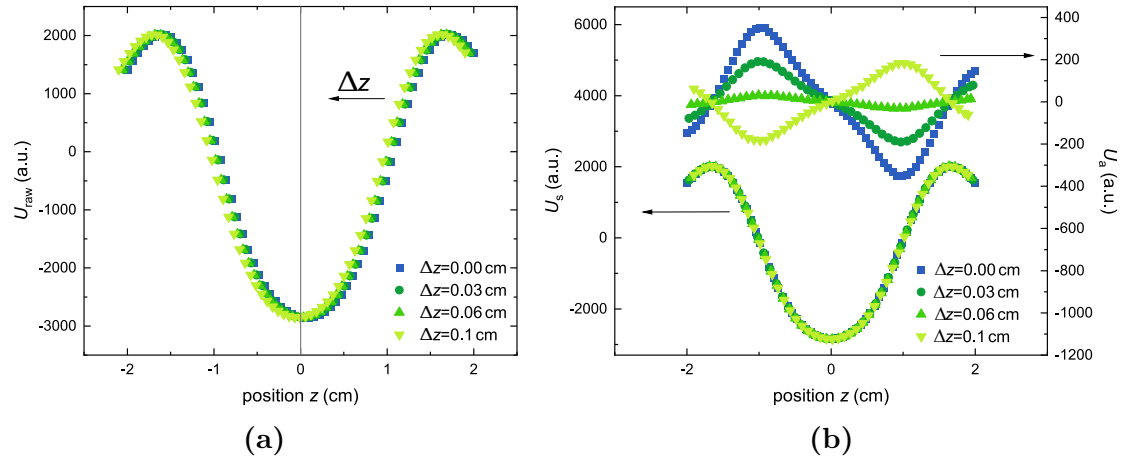 2000
1000
0
-1000
-2000
-3000
U_raw (a.u.)
Δz
Δz=0.00 cm
Δz=0.03 cm
Δz=0.06 cm
Δz=0.1 cm
-2 -1 0 1 2
position z (cm)
(a)
6000
4000
2000
0
-2000
U_s (a.u.)
400
200
0
-200
-400
-600
-800
-1000
-1200
U_a (a.u.)
Δz=0.00 cm
Δz=0.03 cm
Δz=0.06 cm
Δz=0.1 cm
-2 -1 0 1 2
position z (cm)
(b)